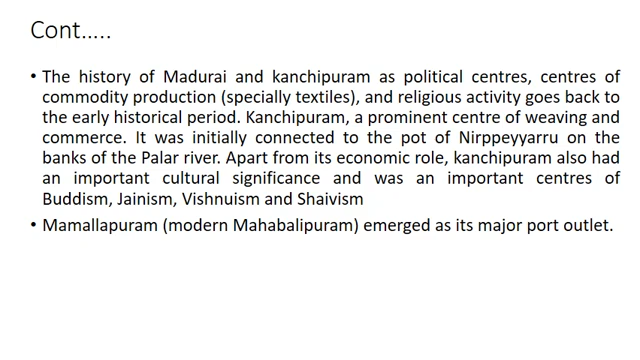 Cont.….
• The history of Madurai and kanchipuram as political centres, centres of
commodity production (specially textiles), and religious activity goes back to
the early historical period. Kanchipuram, a prominent centre of weaving and
commerce. It was initially connected to the pot of Nirppeyyarru on the
banks of the Palar river. Apart from its economic role, kanchipuram also had
an important cultural significance and was an important centres of
Buddism, Jainism, Vishnuism and Shaivism
• Mamallapuram (modern Mahabalipuram) emerged as its major port outlet.